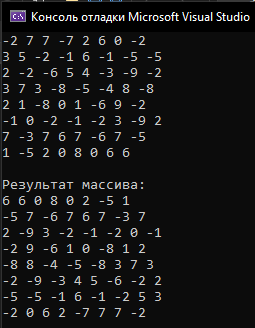 Консоль отладки Microsoft Visual Studio
-2 7 7 -7 2 6 0 -2
3 5 -2 -1 6 -1 -5 -5
2 -2 -6 5 4 -3 -9 -2
3 7 3 -8 -5 -4 8 -8
2 1 -8 0 1 -6 9 -2
-1 0 -2 -1 -2 3 -9 2
7 -3 7 6 7 -6 7 -5
1 -5 2 0 8 0 6 6
Результат массива:
6 6 0 8 0 2 -5 1
-5 7 -6 7 6 7 -3 7
2 -9 3 -2 -1 -2 0 -1
-2 9 -6 1 0 -8 1 2
-8 8 -4 -5 -8 3 7 3
-2 -9 -3 4 5 -6 -2 2
-5 -5 -1 6 -1 -2 5 3
-2 0 6 2 -7 7 7 -2